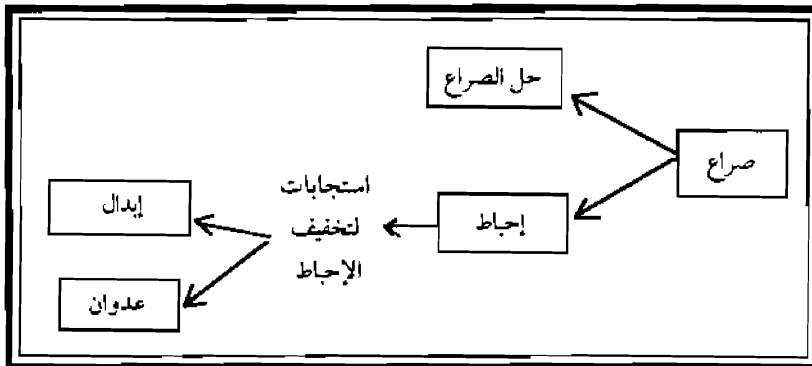 حل الصراع
صراع
إحباط
استجابات
لتخفيف
الإحباط
إبدال
عدوان